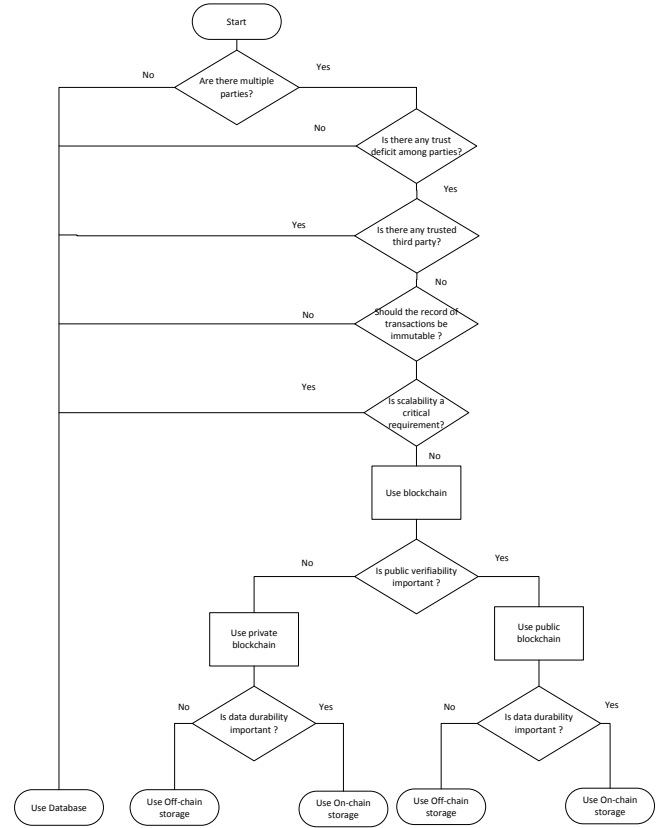 Start
Are there multiple
parties?
No
Yes
Is there any trust
deficit among parties?
No
Yes
Is there any trusted
third party?
Yes
No
Should the record of
transactions be
immutable ?
No
Is scalability a
critical
requirement?
Yes
No
Use blockchain
Is public verifiability
important ?
No
Yes
Use private
blockchain
Use public
blockchain
Is data durability
important ?
No
Yes
Is data durability
important ?
No
Yes
Use Database
Use Off-chain
storage
Use On-chain
storage
Use Off-chain
storage
Use On-chain
storage